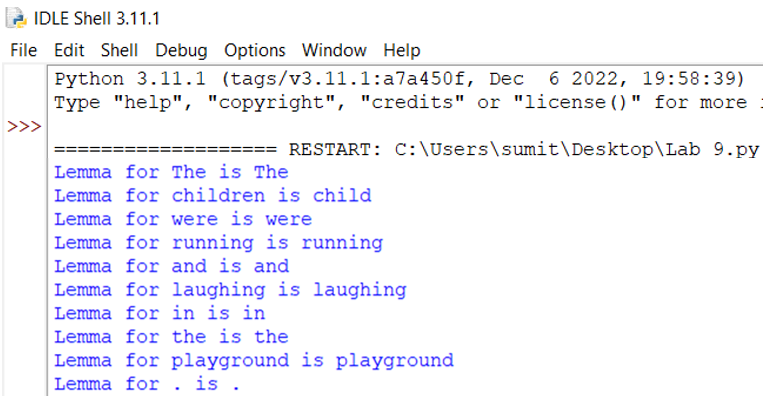 IDLE Shell 3.11.1
File Edit Shell Debug Options Window Help
Python 3.11.1 (tags/v3.11.1:a7a450f, Dec  6 2022, 19:58:39)
Type "help", "copyright", "credits" or "license()" for more
>>>
=================== RESTART: C:\Users\sumit\Desktop\Lab 9.py
Lemma for The is The
Lemma for children is child
Lemma for were is were
Lemma for running is running
Lemma for and is and
Lemma for laughing is laughing
Lemma for in is in
Lemma for the is the
Lemma for playground is playground
Lemma for . is .